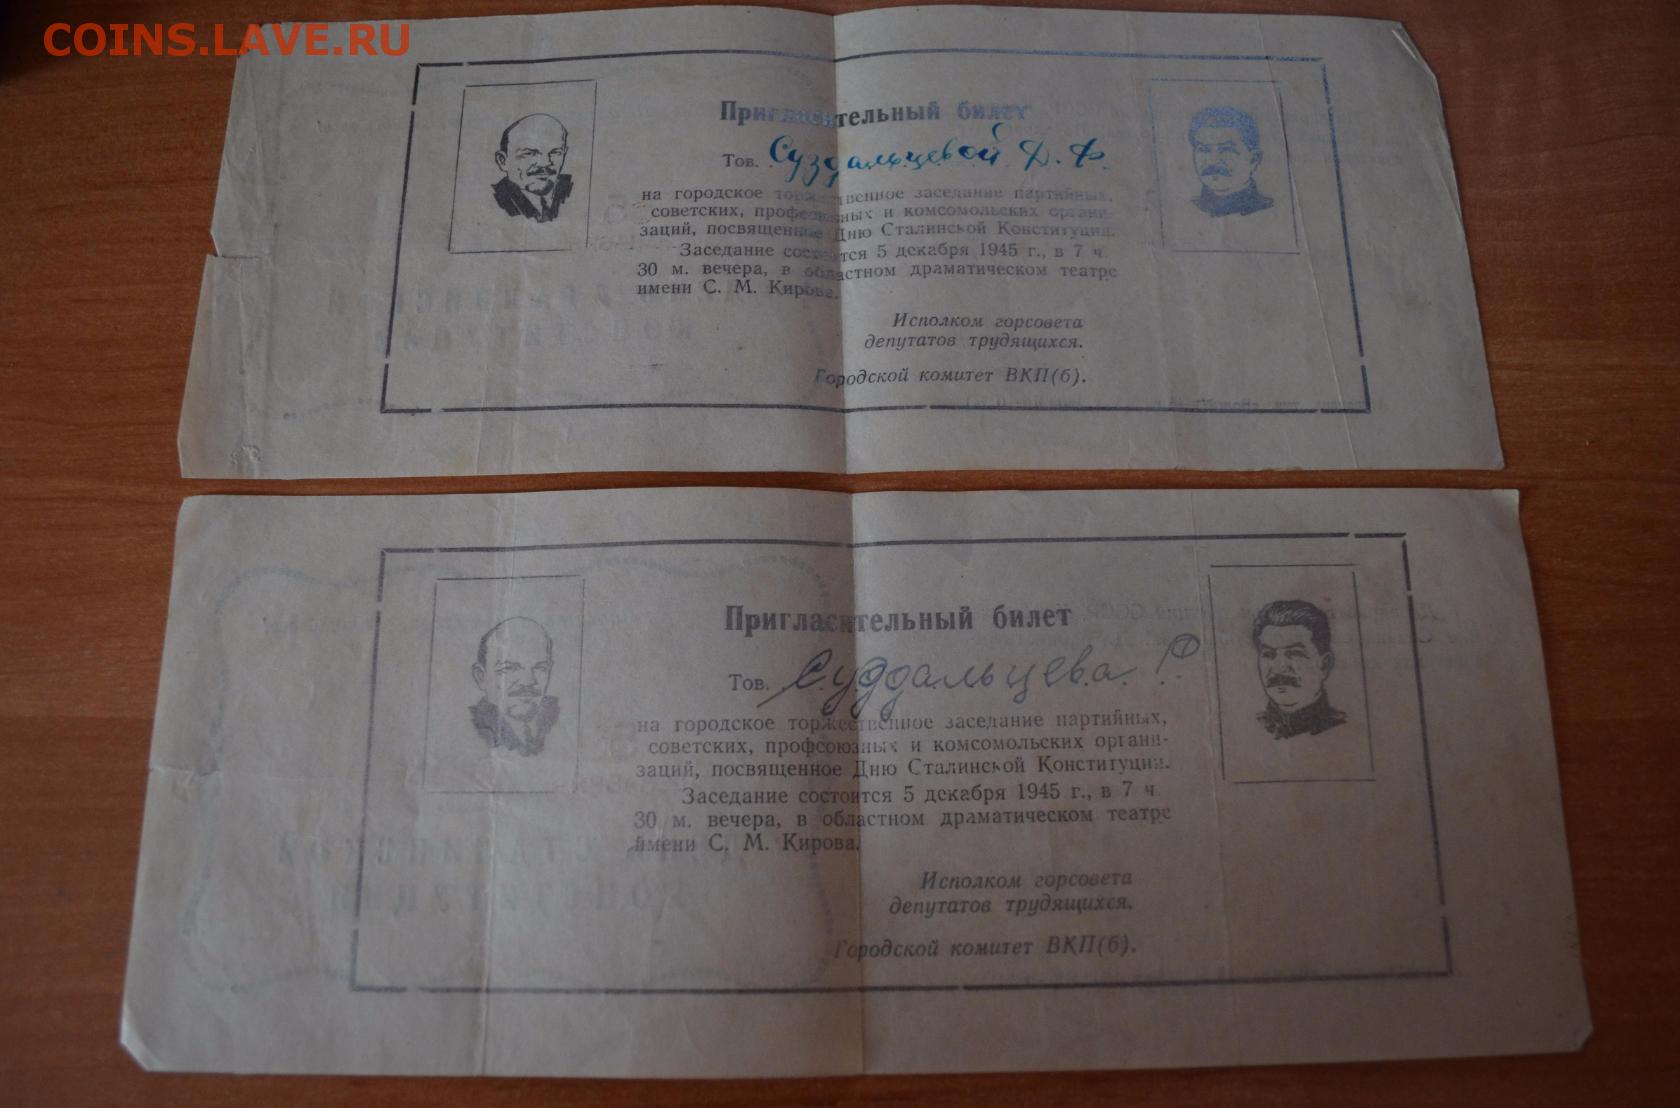 COINS.LAVE.RU
Пригласительный билет
Тов. Суздальцевой Д. Ф.
на городское торжественное заседание партийных,
советских, профсоюзных и комсомольских органи-
заций, посвященное Дню Сталинской Конституции.
Заседание состоится 5 декабря 1945 г., в 7 ч
30 м. вечера, в областном драматическом театре
имени С. М. Кирова.
Исполком горсовета
депутатов трудящихся.
Городской комитет ВКП(б).
Пригласительный билет
Тов. Суздальцева Ф.
на городское торжественное заседание партийных,
советских, профсоюзных и комсомольских органи-
заций, посвященное Дню Сталинской Конституции.
Заседание состоится 5 декабря 1945 г., в 7 ч
30 м. вечера, в областном драматическом театре
имени С. М. Кирова.
Исполком горсовета
депутатов трудящихся.
Городской комитет ВКП(б).